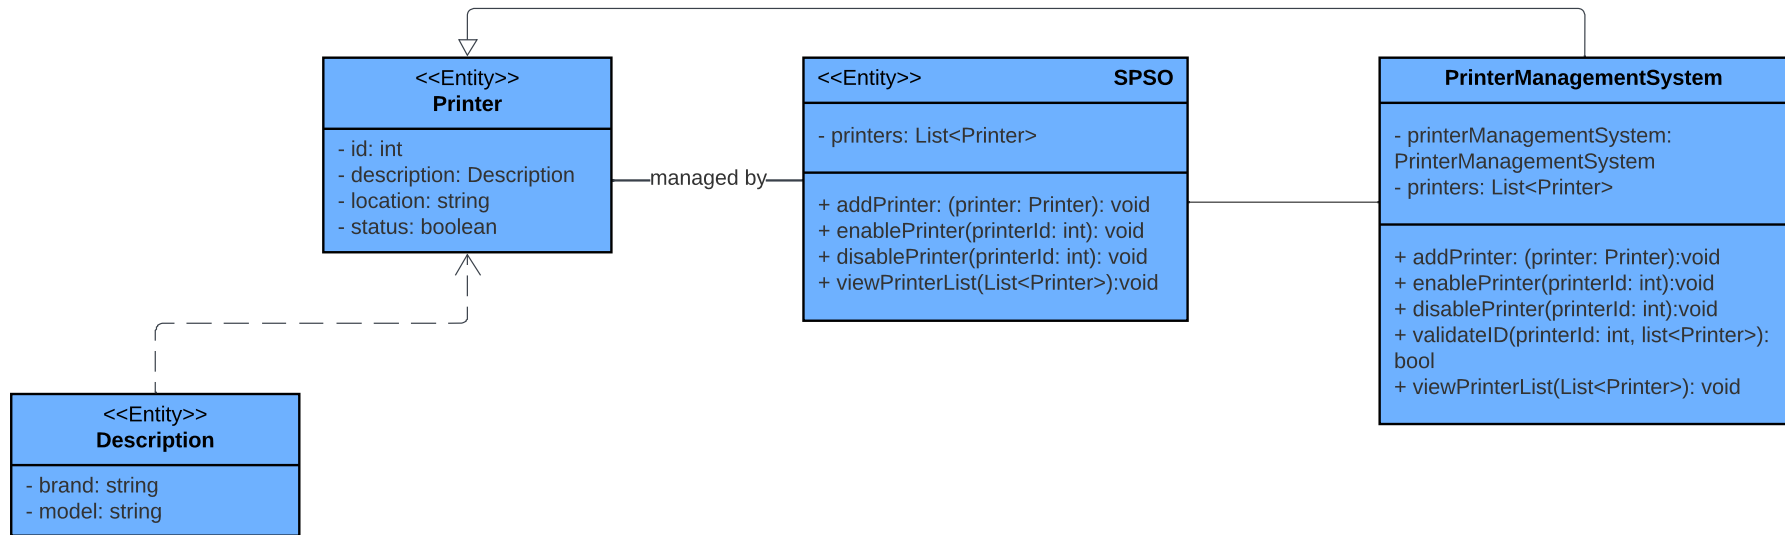 <<Entity>>
Printer
- id: int
- description: Description
- location: string
- status: boolean
managed by
<<Entity>> SPSO
- printers: List<Printer>
+ addPrinter: (printer: Printer): void
+ enablePrinter(printerId: int): void
+ disablePrinter(printerId: int): void
+ viewPrinterList(List<Printer>):void
PrinterManagementSystem
- printerManagementSystem:
PrinterManagementSystem
- printers: List<Printer>
+ addPrinter: (printer: Printer):void
+ enablePrinter(printerId: int):void
+ disablePrinter(printerId: int):void
+ validateID(printerId: int, list<Printer>):
bool
+ viewPrinterList(List<Printer>): void
<<Entity>>
Description
- brand: string
- model: string